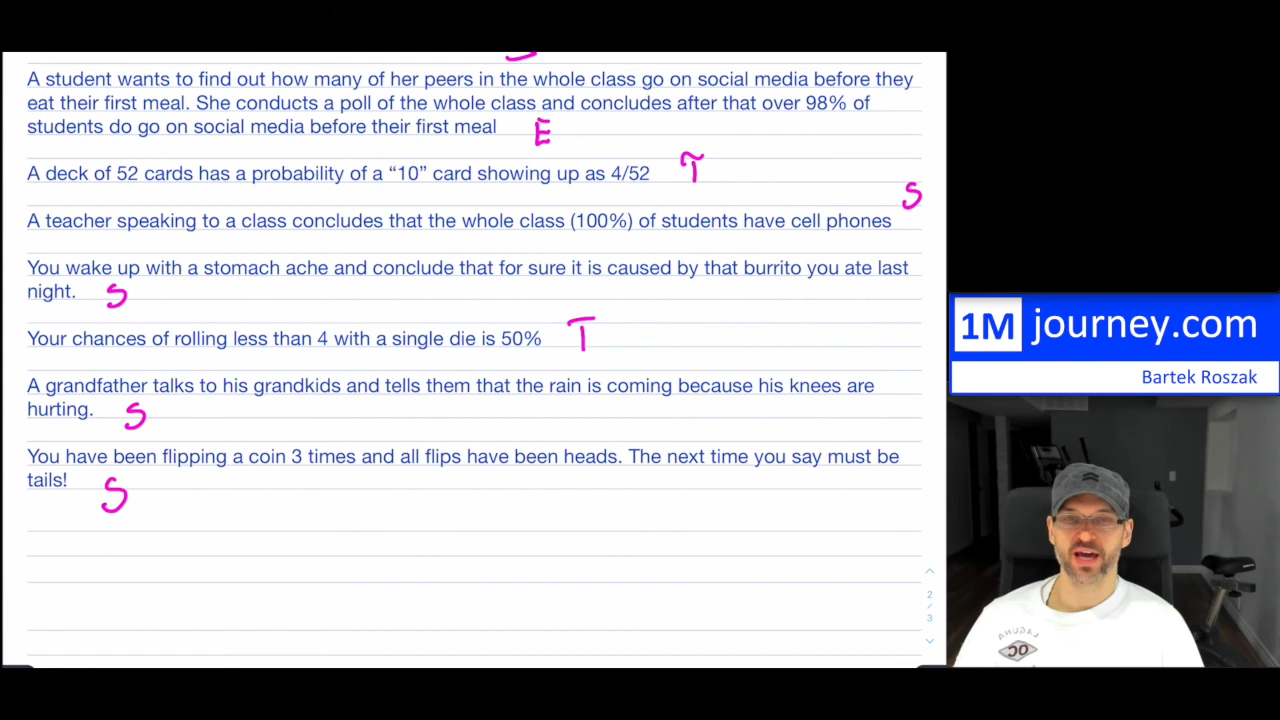 A student wants to find out how many of her peers in the whole class go on social media before they
eat their first meal. She conducts a poll of the whole class and concludes after that over 98% of
students do go on social media before their first meal E
A deck of 52 cards has a probability of a “10” card showing up as 4/52 T
S
A teacher speaking to a class concludes that the whole class (100%) of students have cell phones
You wake up with a stomach ache and conclude that for sure it is caused by that burrito you ate last
night. S
Your chances of rolling less than 4 with a single die is 50% T
A grandfather talks to his grandkids and tells them that the rain is coming because his knees are
hurting. S
You have been flipping a coin 3 times and all flips have been heads. The next time you say must be
tails! S
2
/
3
1M journey.com
Bartek Roszak
LAGUNA
OC